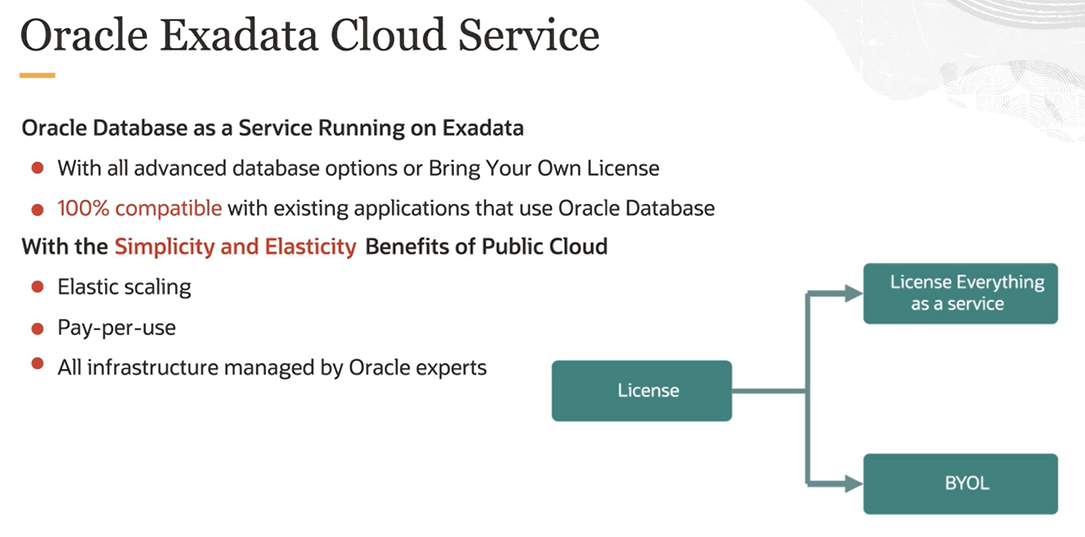 Oracle Exadata Cloud Service
Oracle Database as a Service Running on Exadata
With all advanced database options or Bring Your Own License
100% compatible with existing applications that use Oracle Database
With the Simplicity and Elasticity Benefits of Public Cloud
Elastic scaling
Pay-per-use
All infrastructure managed by Oracle experts
License
License Everything
as a service
BYOL